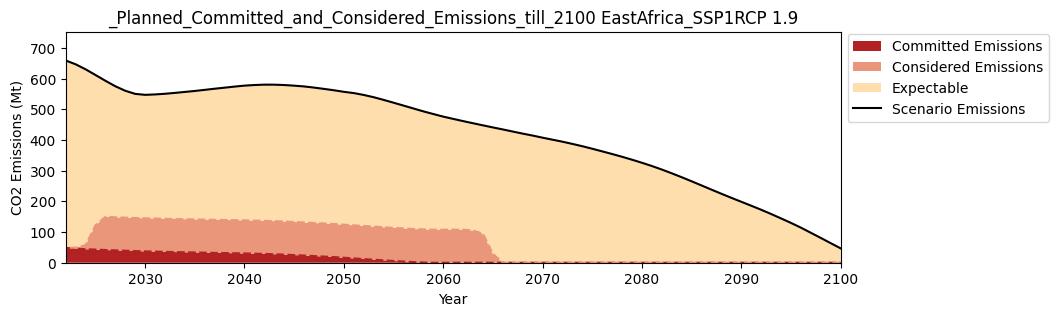 _Planned_Committed_and_Considered_Emissions_till_2100 EastAfrica_SSP1RCP 1.9
CO2 Emissions (Mt)
700
600
500
400
300
200
100
0
2030 2040 2050 2060 2070 2080 2090 2100
Year
Committed Emissions
Considered Emissions
Expectable
Scenario Emissions